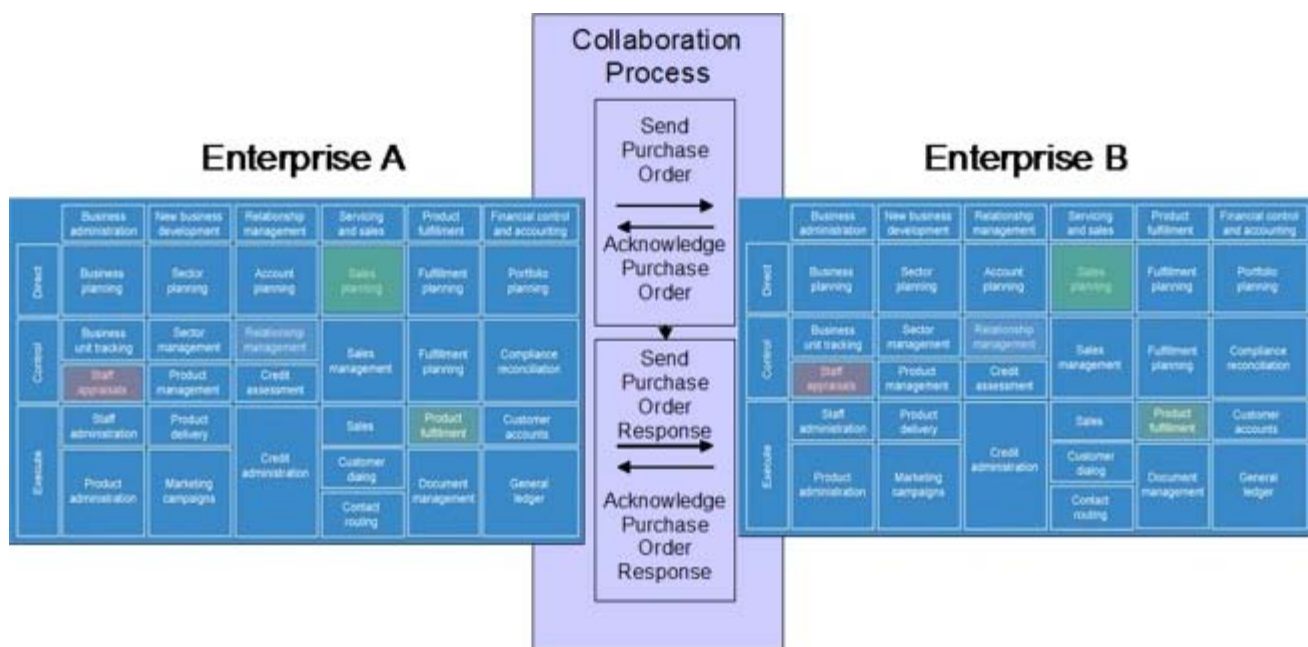 Collaboration
Process
Send
Purchase
Order
Acknowledge
Purchase
Order
Send
Purchase
Order
Response
Acknowledge
Purchase
Order
Response
Enterprise A
Business
administration
New business
development
Relationship
management
Servicing
and sales
Product
fulfillment
Financial control
and accounting
Direct
Business
planning
Sector
planning
Account
planning
Sales
planning
Fulfillment
planning
Portfolio
planning
Control
Business
unit tracking
Sector
management
Relationship
management
Sales
management
Fulfillment
planning
Compliance
reconciliation
Staff
appraisals
Product
management
Credit
assessment
Execute
Staff
administration
Product
delivery
Credit
administration
Sales
Product
fulfillment
Customer
accounts
Product
administration
Marketing
campaigns
Customer
dialog
Contact
routing
Document
management
General
ledger
Enterprise B
Business
administration
New business
development
Relationship
management
Servicing
and sales
Product
fulfillment
Financial control
and accounting
Direct
Business
planning
Sector
planning
Account
planning
Sales
planning
Fulfillment
planning
Portfolio
planning
Control
Business
unit tracking
Sector
management
Relationship
management
Sales
management
Fulfillment
planning
Compliance
reconciliation
Staff
appraisals
Product
management
Credit
assessment
Execute
Staff
administration
Product
delivery
Credit
administration
Sales
Product
fulfillment
Customer
accounts
Product
administration
Marketing
campaigns
Customer
dialog
Contact
routing
Document
management
General
ledger